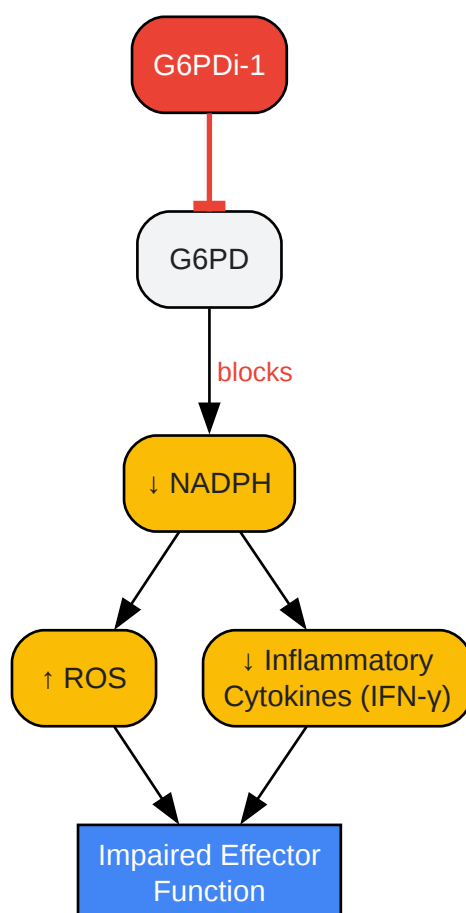 G6PDi-1
G6PD
blocks
↓ NADPH
↑ ROS
↓ Inflammatory
Cytokines (IFN-γ)
Impaired Effector
Function